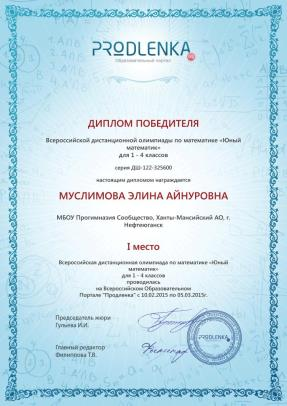 PRODLENKA
Образовательный портал
ДИПЛОМ ПОБЕДИТЕЛЯ
Всероссийской дистанционной олимпиады по математике «Юный
математик»
для 1 - 4 классов
серия ДШ-122-325600
настоящим дипломом награждается
МУСЛИМОВА ЭЛИНА АЙНУРОВНА
МБОУ Прогимназия Сообщество, Ханты-Мансийский АО, г.
Нефтеюганск
I место
Всероссийская дистанционная олимпиада по математике «Юный
математик»
для 1 - 4 классов
проводилась
на Всероссийском Образовательном
Портале "Продленка" с 10.02.2015 по 05.03.2015г.
Председатель жюри
Гульева И.И.
Главный редактор
Филиппова Т.В.
PRODLENKA